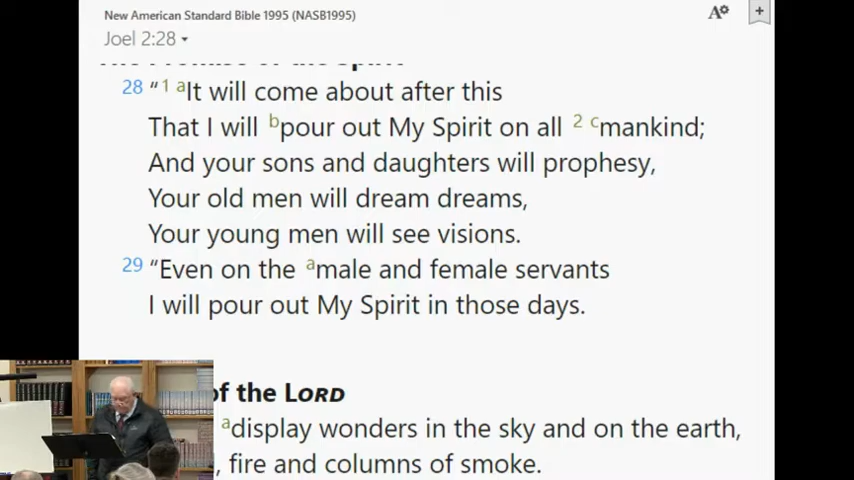 New American Standard Bible 1995 (NASB1995)
Joel 2:28
28 “1 aIt will come about after this
That I will bpour out My Spirit on all 2 cmankind;
And your sons and daughters will prophesy,
Your old men will dream dreams,
Your young men will see visions.
29 “Even on the amale and female servants
I will pour out My Spirit in those days.
of the LORD
adisplay wonders in the sky and on the earth,
, fire and columns of smoke.